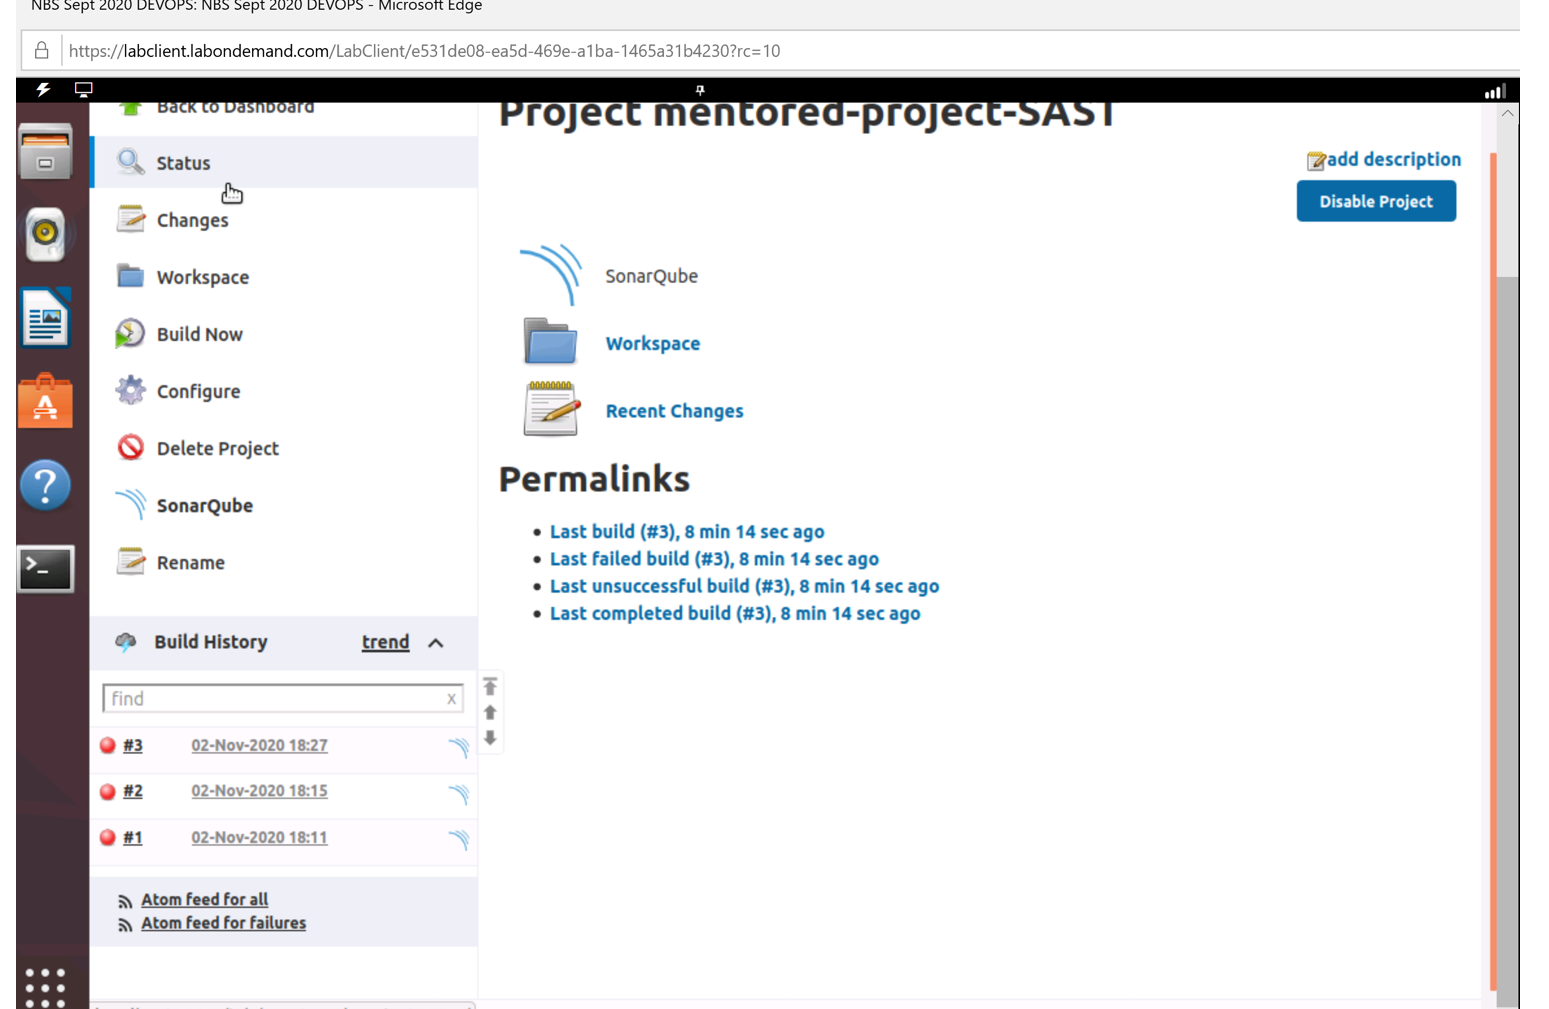 NBS Sept 2020 DEVOPS: NBS Sept 2020 DEVOPS - Microsoft Edge
https://labclient.labondemand.com/LabClient/e531de08-ea5d-469e-a1ba-1465a31b4230?rc=10
Back to Dashboard
Status
Changes
Workspace
Build Now
Configure
Delete Project
SonarQube
Rename
Build History trend
find x
#3 02-Nov-2020 18:27
#2 02-Nov-2020 18:15
#1 02-Nov-2020 18:11
Atom feed for all
Atom feed for failures
Project mentored-project-SAST
add description
Disable Project
SonarQube
Workspace
Recent Changes
Permalinks
• Last build (#3), 8 min 14 sec ago
• Last failed build (#3), 8 min 14 sec ago
• Last unsuccessful build (#3), 8 min 14 sec ago
• Last completed build (#3), 8 min 14 sec ago